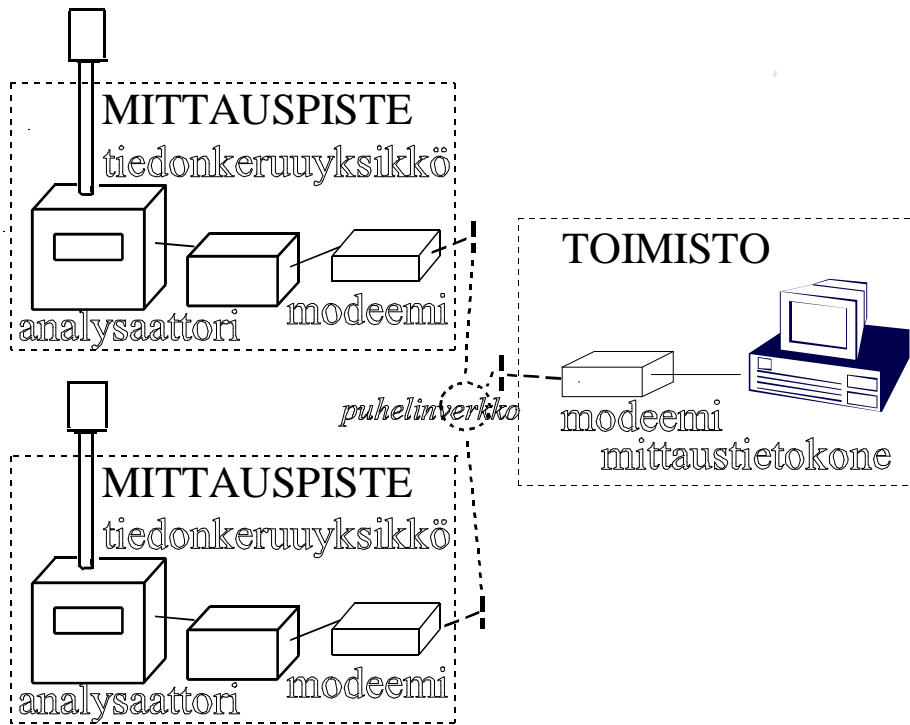 MITTAUSPISTE
tiedonkeruuyksikkö
analysaattori
modeemi
TOIMISTO
puhelinverkko
modeemi
mittaustietokone
MITTAUSPISTE
tiedonkeruuyksikkö
analysaattori
modeemi